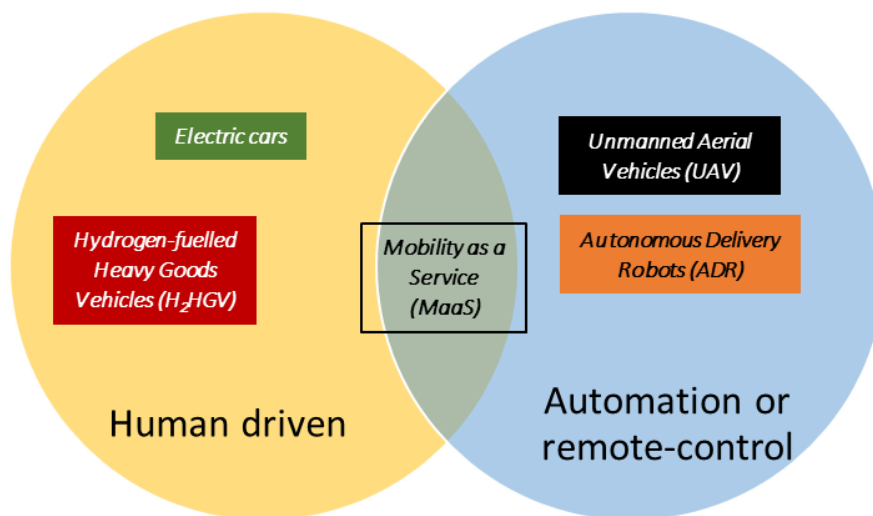 Electric cars
Hydrogen-fuelled
Heavy Goods
Vehicles (H₂HGV)
Human driven
Mobility as a
Service
(MaaS)
Unmanned Aerial
Vehicles (UAV)
Autonomous Delivery
Robots (ADR)
Automation or
remote-control